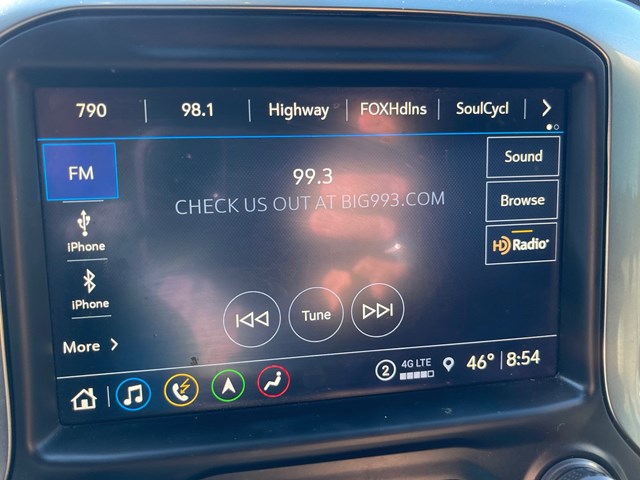 790
98.1
Highway
FOXHdlns
SoulCycl
FM
99.3
Sound
CHECK US OUT AT BIG993.COM
Browse
iPhone
HD Radio
iPhone
Tune
More
2
4G LTE
46°
8:54